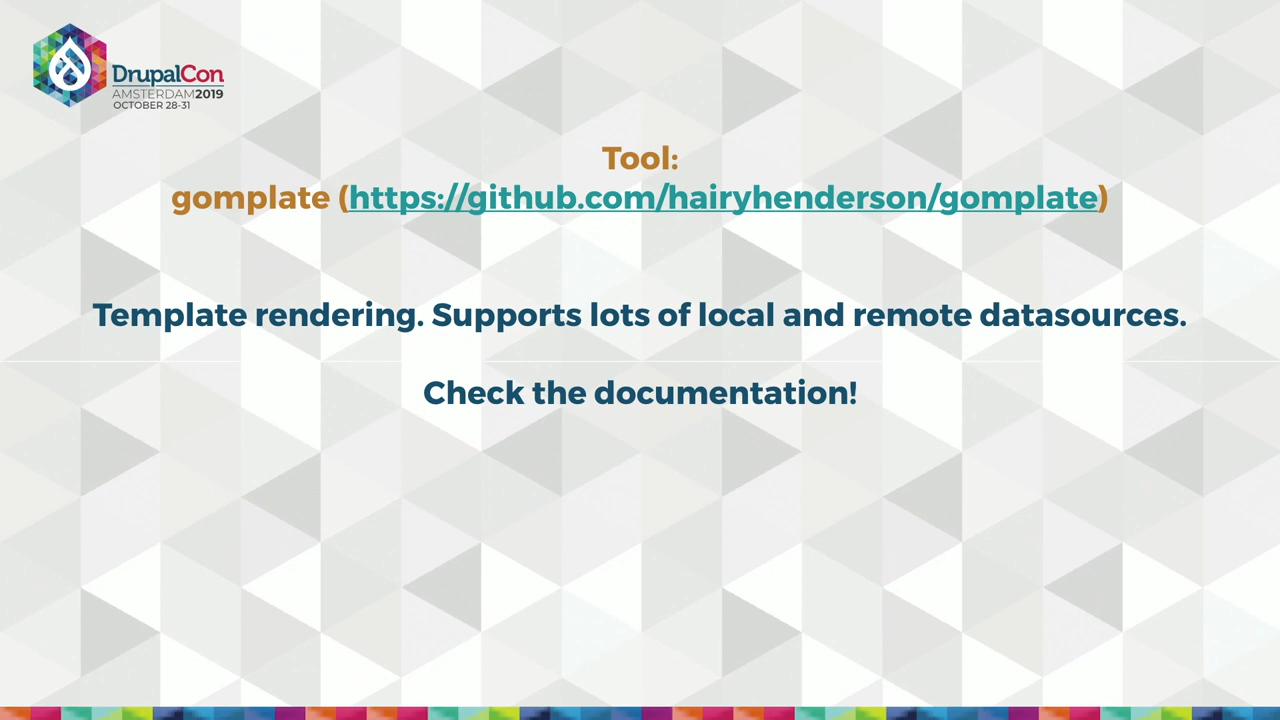 DrupalCon
AMSTERDAM2019
OCTOBER 28-31
Tool:
gomplate (https://github.com/hairyhenderson/gomplate)
Template rendering. Supports lots of local and remote datasources.
Check the documentation!